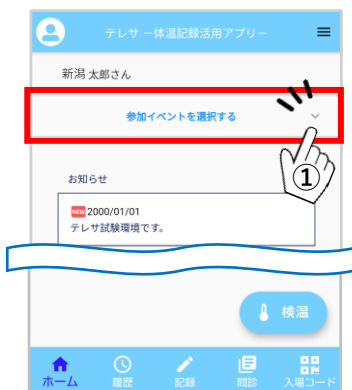 テレサ ー体温記録活用アプリー
新潟 太郎さん
参加イベントを選択する
①
お知らせ
NEW 2000/01/01
テレサ試験環境です。
検温
ホーム 履歴 記録 問診 入場コード